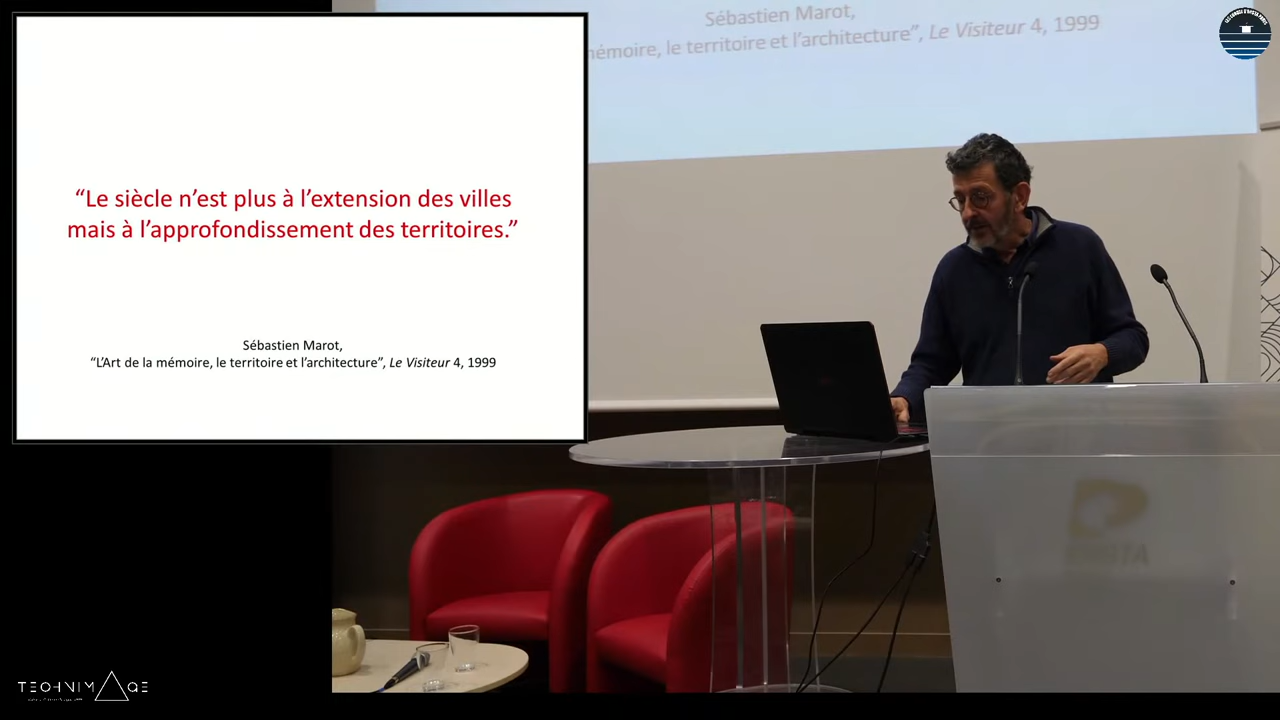 “Le siècle n’est plus à l’extension des villes
mais à l’approfondissement des territoires.”
Sébastien Marot,
“L’Art de la mémoire, le territoire et l’architecture”, Le Visiteur 4, 1999
Sébastien Marot,
mémoire, le territoire et l’architecture”, Le Visiteur 4, 1999
TECHNIMAGE